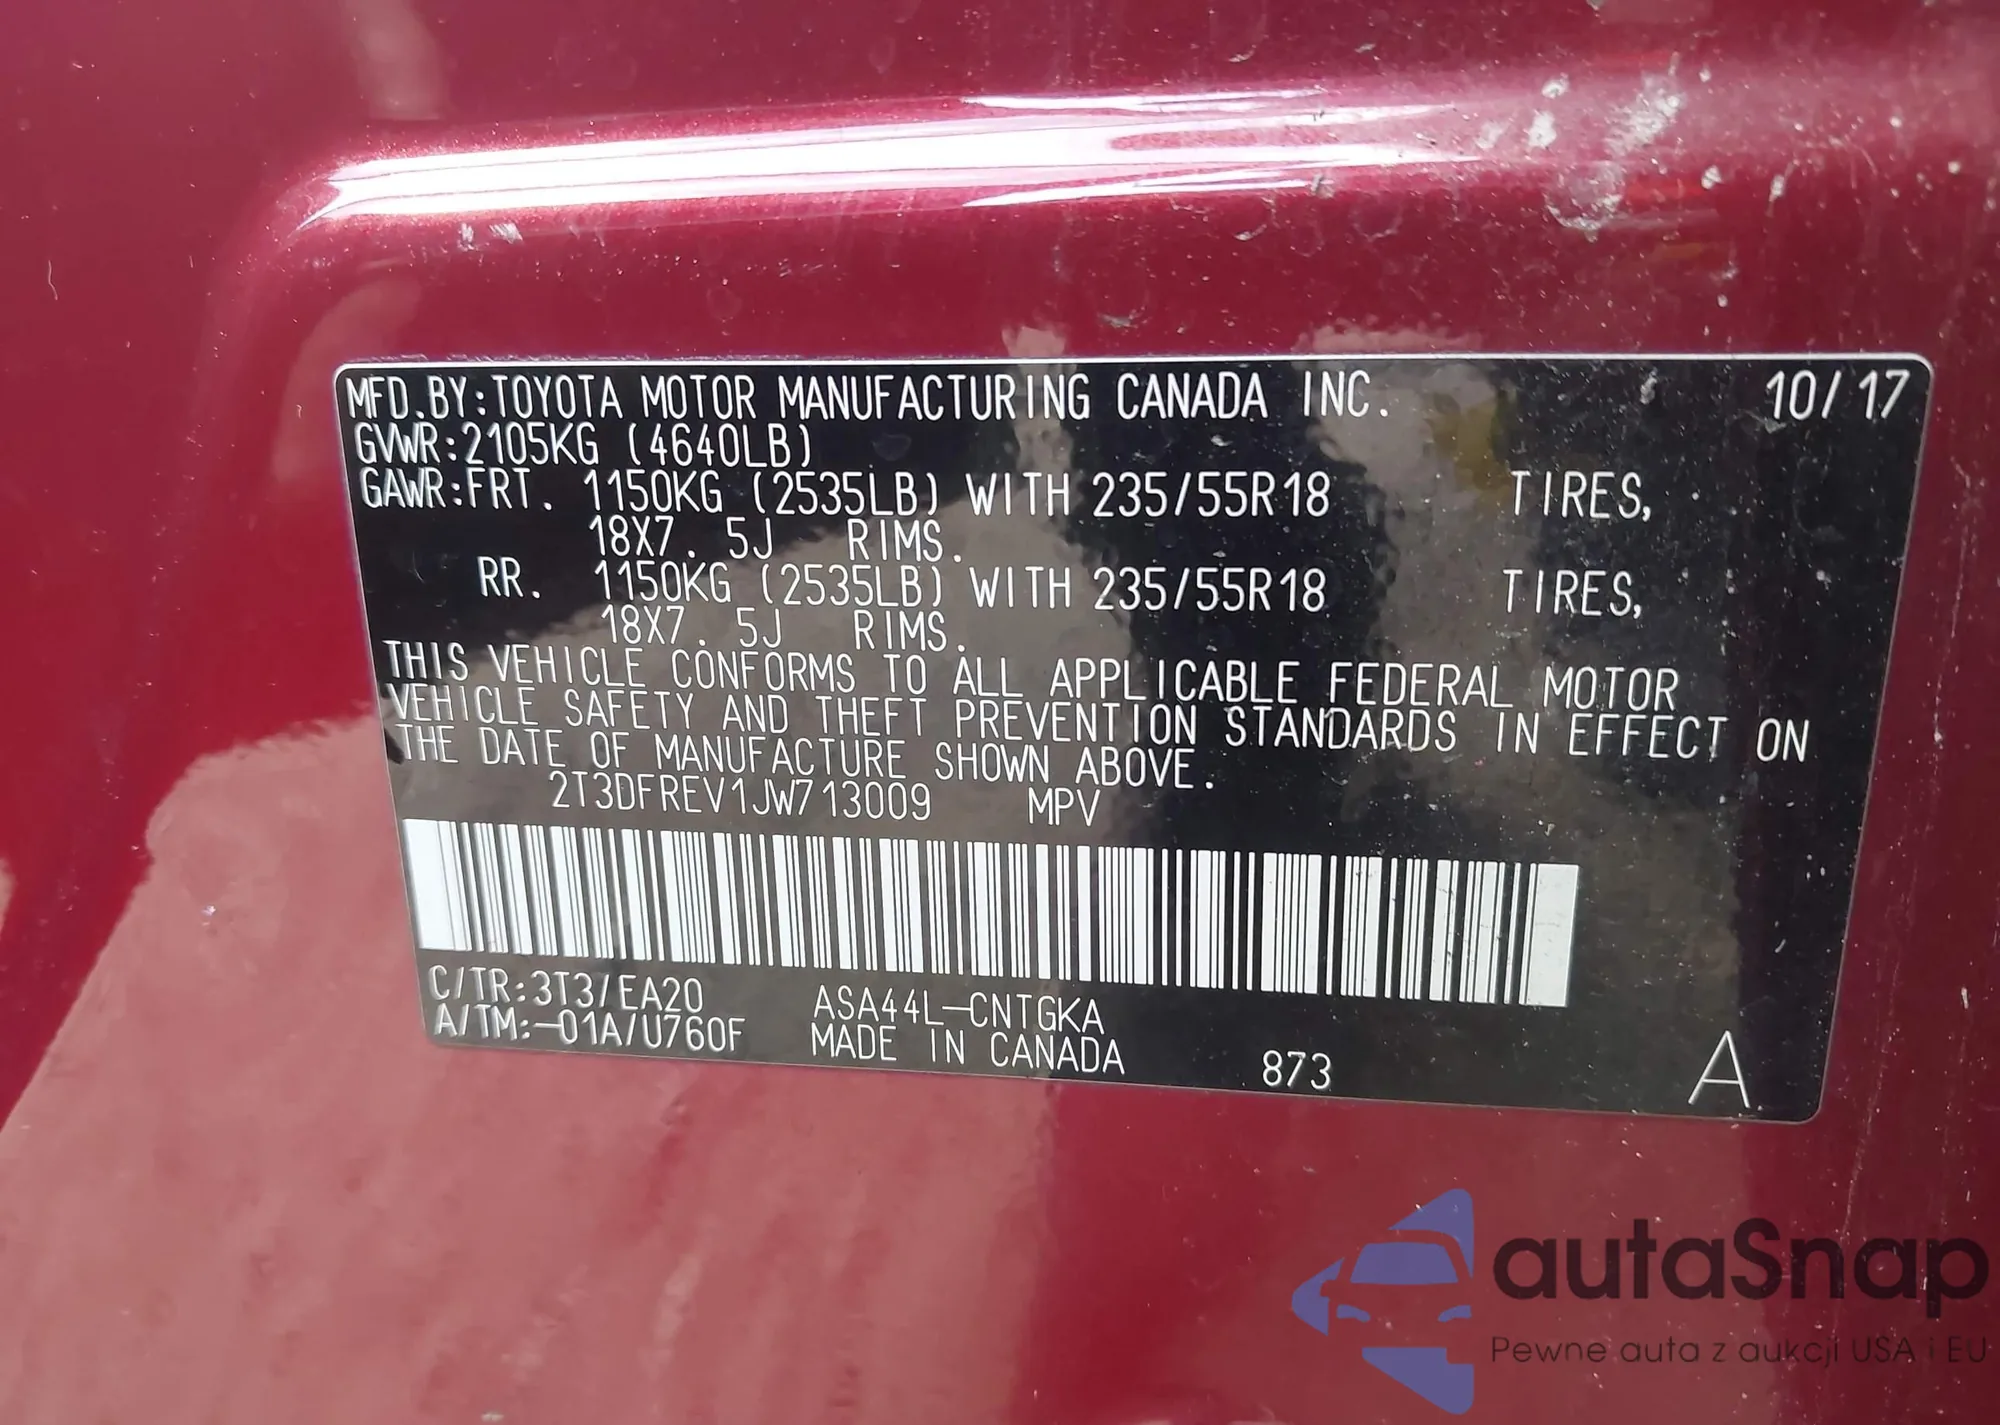 MFD.BY:TOYOTA MOTOR MANUFACTURING CANADA INC. 10/17
GVWR:2105KG (4640LB)
GAWR:FRT. 1150KG (2535LB) WITH 235/55R18 TIRES,
18X7.5J RIMS.
RR. 1150KG (2535LB) WITH 235/55R18 TIRES,
18X7.5J RIMS.
THIS VEHICLE CONFORMS TO ALL APPLICABLE FEDERAL MOTOR
VEHICLE SAFETY AND THEFT PREVENTION STANDARDS IN EFFECT ON
THE DATE OF MANUFACTURE SHOWN ABOVE.
2T3DFREV1JW713009 MPV
C/TR:3T3/EA20 ASA44L-CNTGKA
A/TM:-01A/U760F MADE IN CANADA 873 A
autaSnap
Pewne auta z aukcji USA i EU